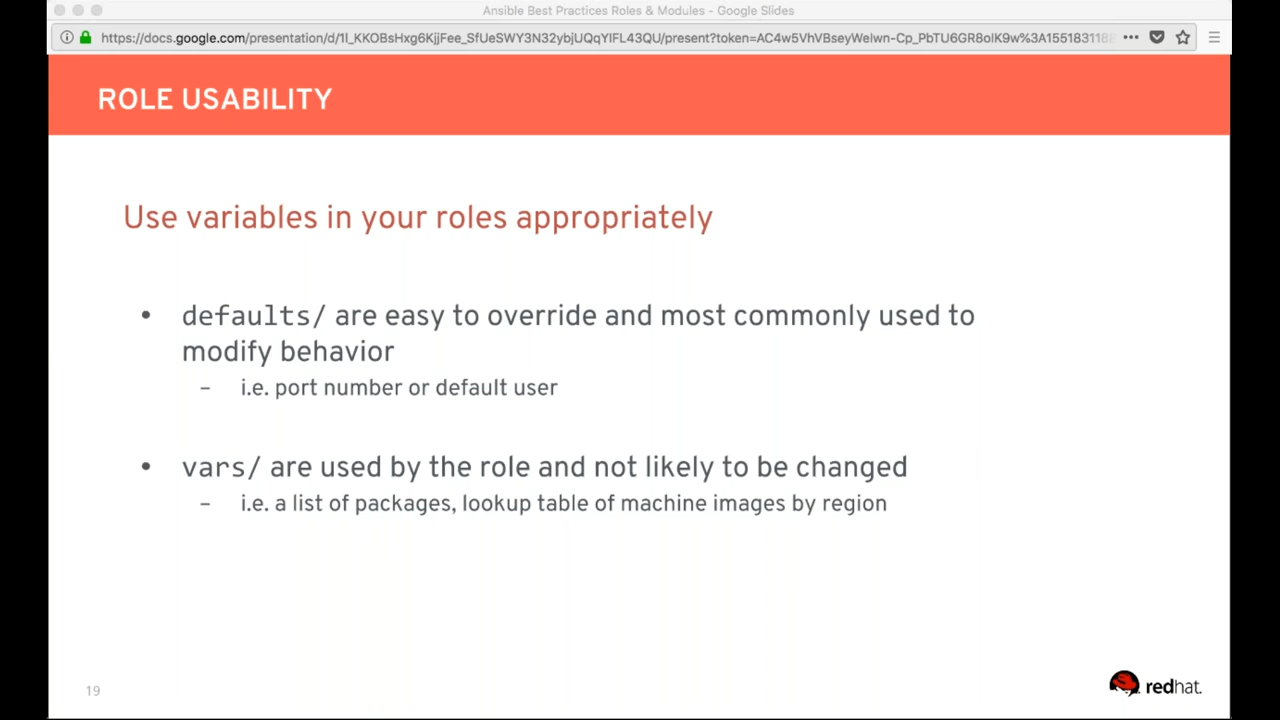 Ansible Best Practices Roles & Modules - Google Slides
ROLE USABILITY
Use variables in your roles appropriately
• defaults/ are easy to override and most commonly used to
modify behavior
– i.e. port number or default user
• vars/ are used by the role and not likely to be changed
– i.e. a list of packages, lookup table of machine images by region
19
redhat.